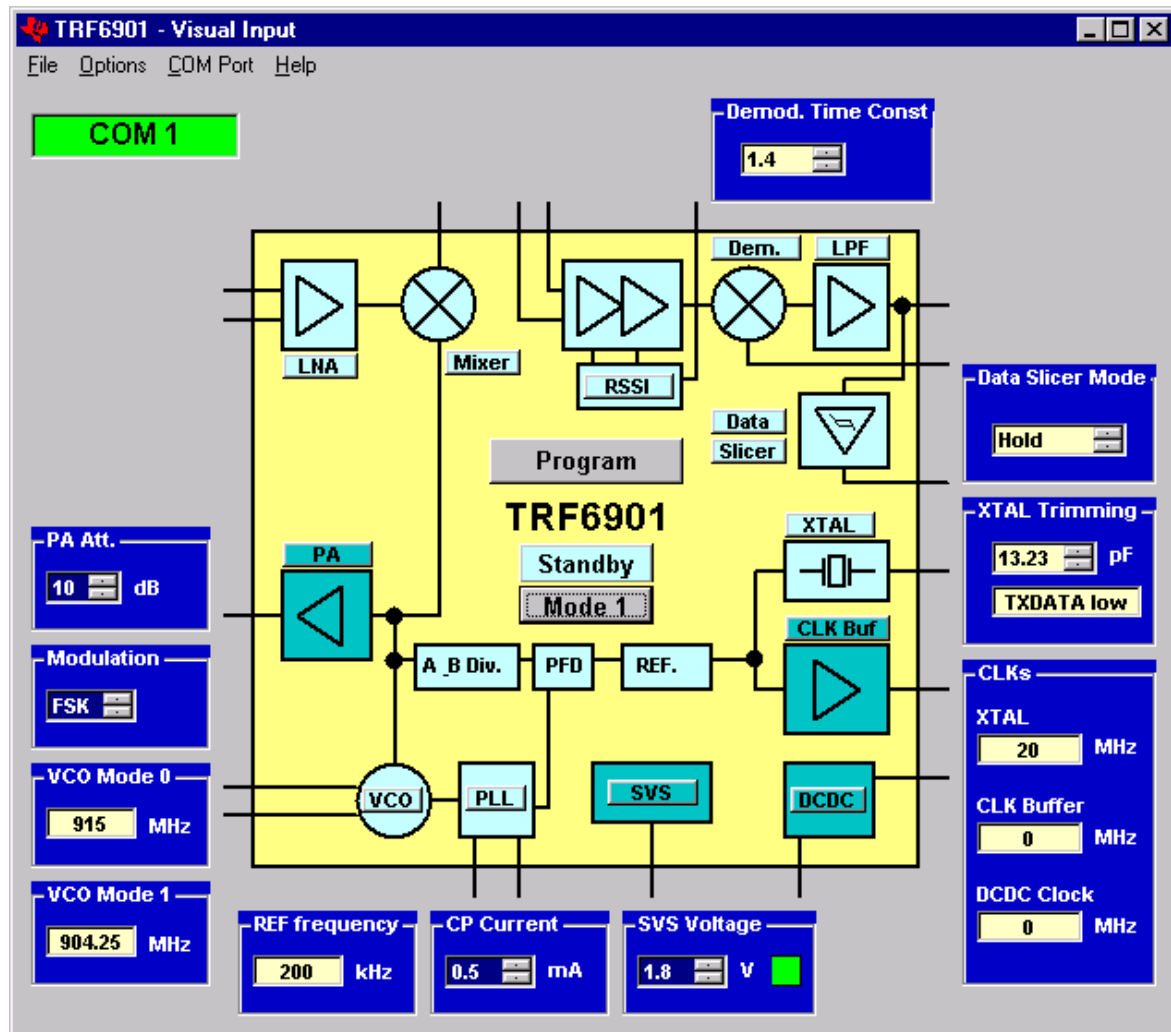 TRF6901 - Visual Input
File Options COM Port Help
COM 1
Demod. Time Const
1.4
Dem.
LPF
LNA
Mixer
RSSI
Data
Slicer
Data Slicer Mode
Hold
Program
TRF6901
Standby
Mode 1
XTAL
XTAL Trimming
13.23 pF
TXDATA low
PA Att.
10 dB
PA
CLK Buf
Modulation
FSK
A_B Div.
PFD
REF.
CLKs
XTAL
20 MHz
CLK Buffer
0 MHz
DCDC Clock
0 MHz
VCO Mode 0
915 MHz
VCO
PLL
SVS
DCDC
VCO Mode 1
904.25 MHz
REF frequency
200 kHz
CP Current
0.5 mA
SVS Voltage
1.8 V